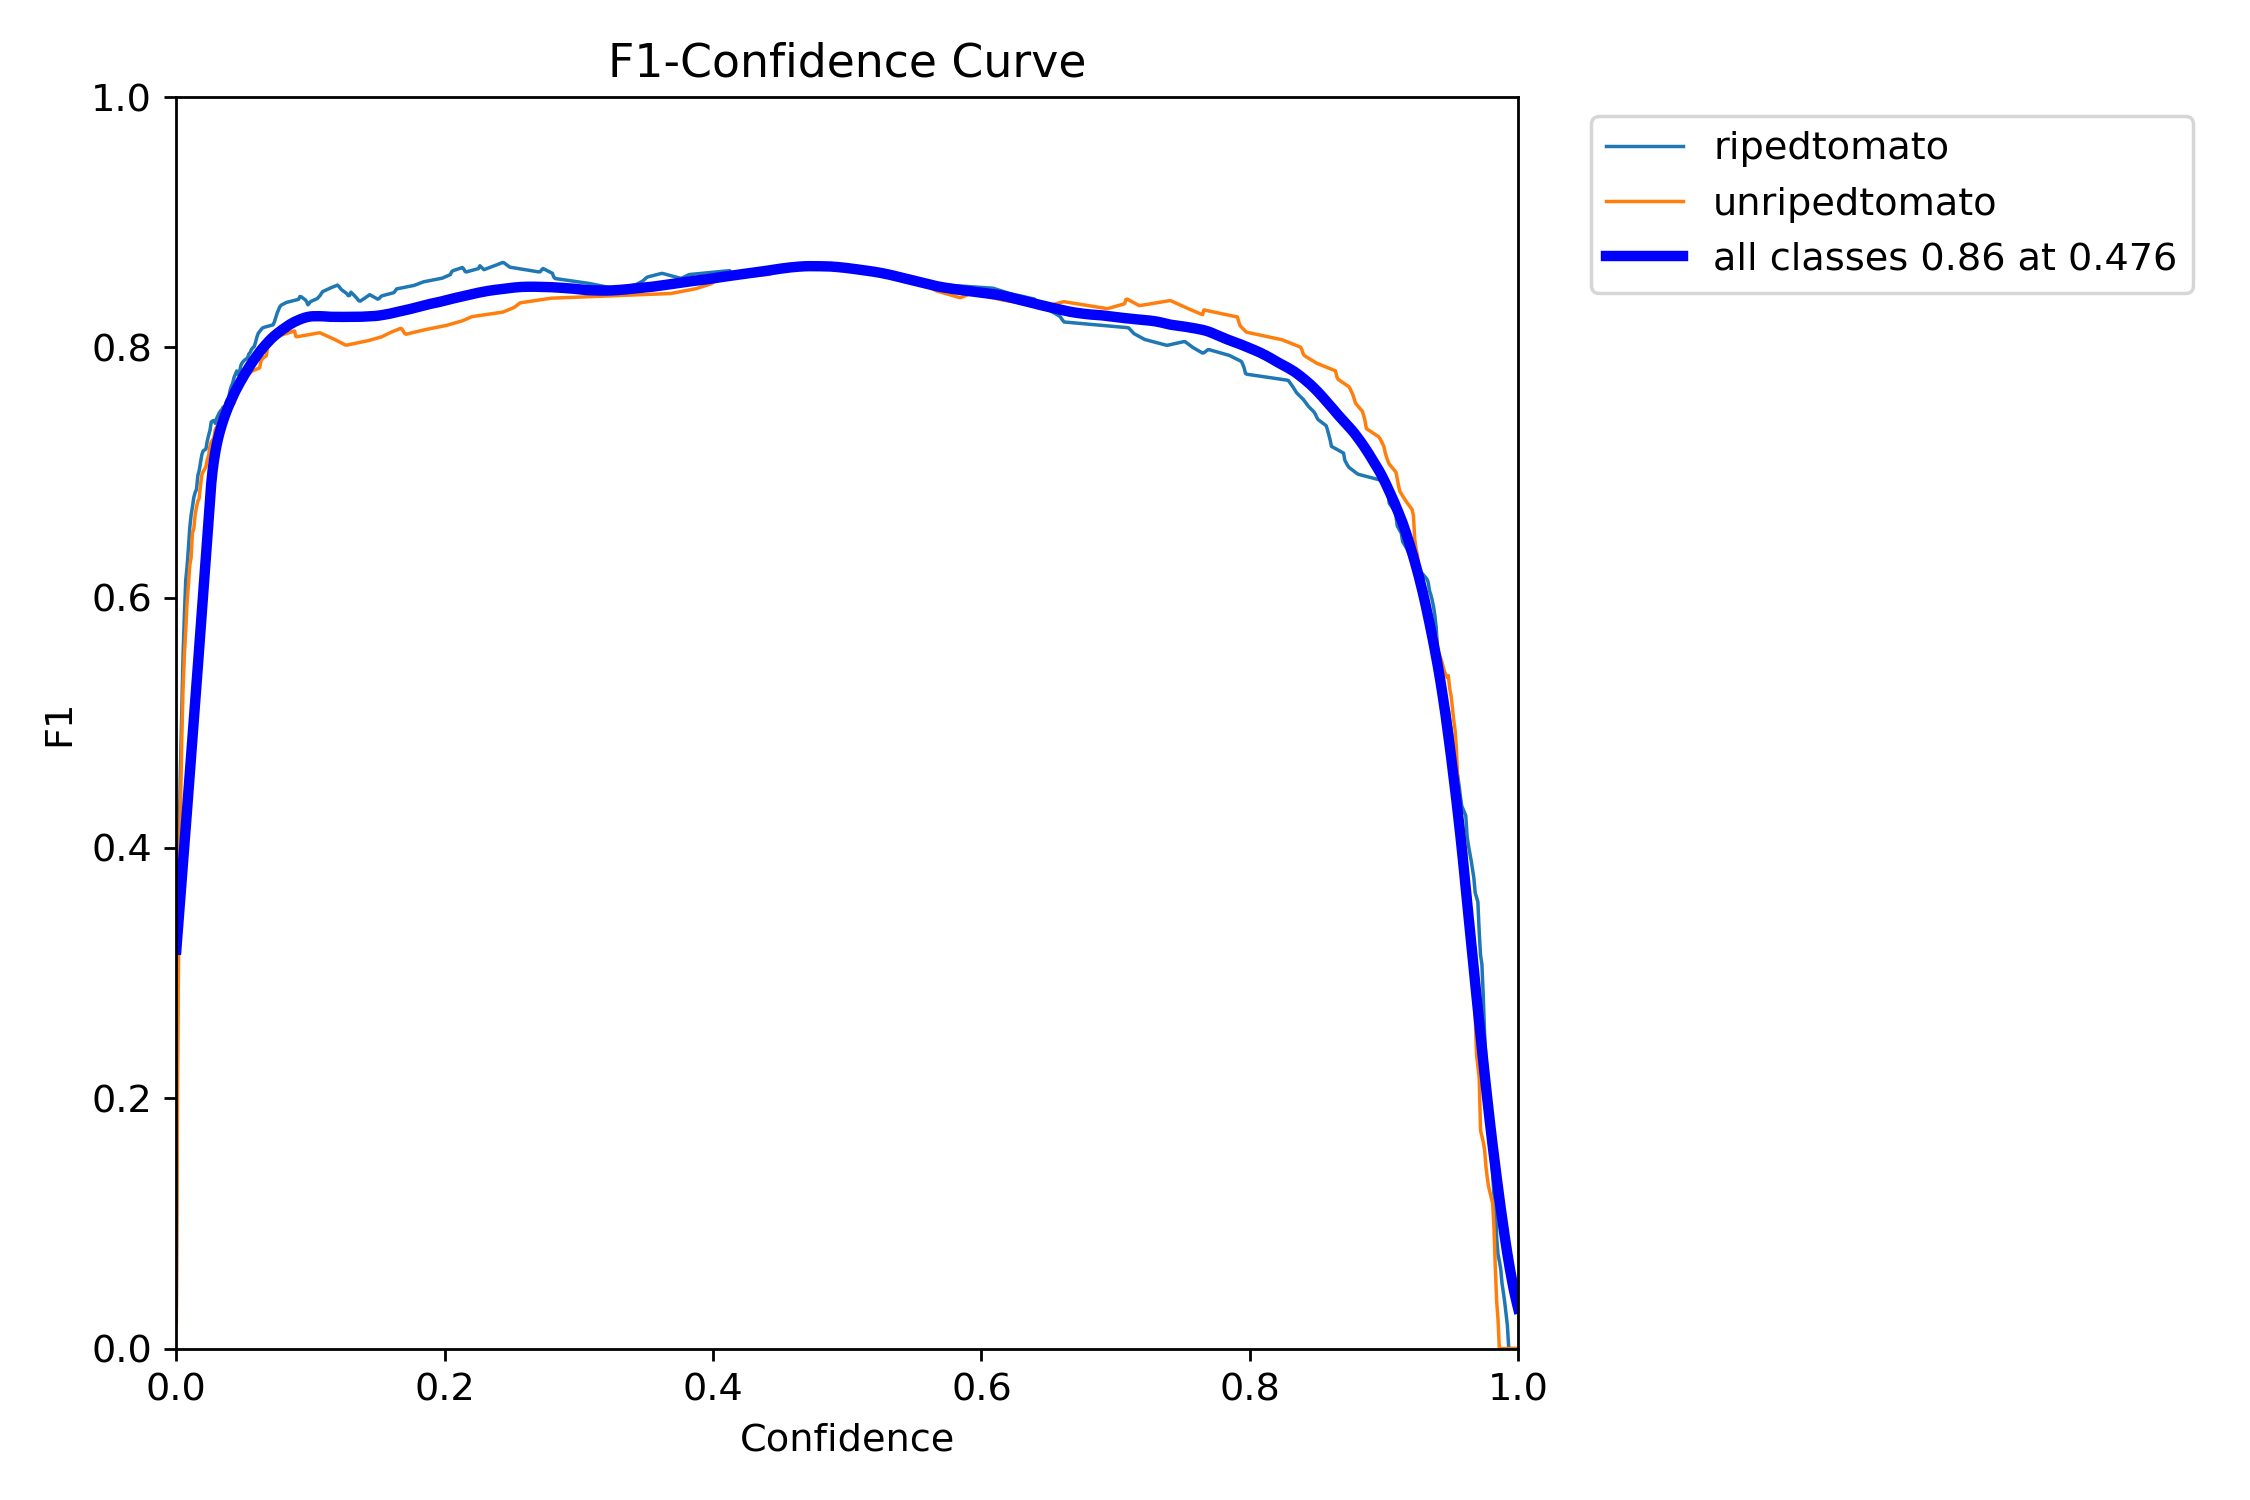 F1-Confidence Curve
1.0
0.8
0.6
0.4
0.2
0.0
F1
0.0 0.2 0.4 0.6 0.8 1.0
Confidence
ripedtomato
unripedtomato
all classes 0.86 at 0.476